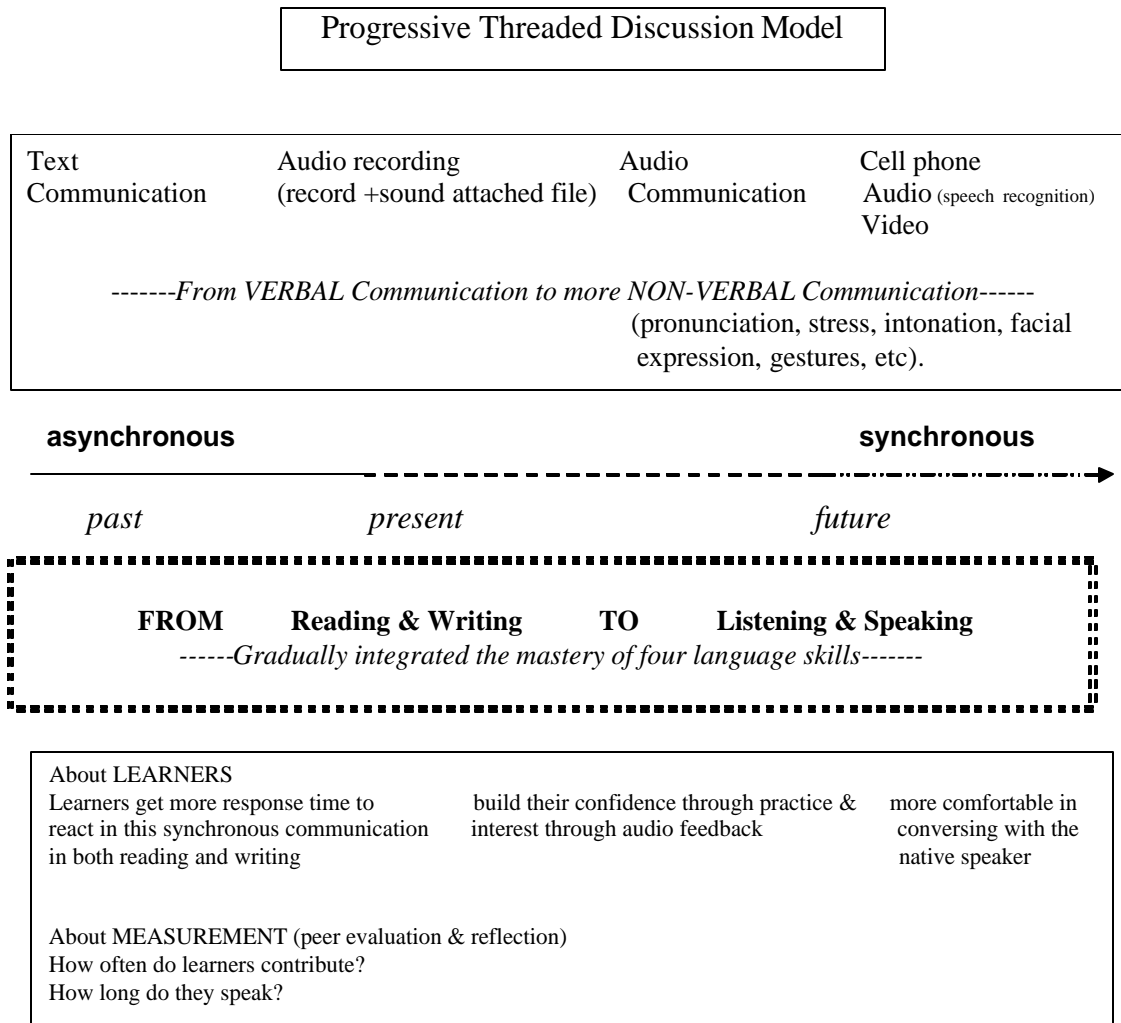 Progressive Threaded Discussion Model
Text Audio recording Audio Cell phone
Communication (record +sound attached file) Communication Audio (speech recognition)
Video
-------From VERBAL Communication to more NON-VERBAL Communication------
(pronunciation, stress, intonation, facial
expression, gestures, etc).
asynchronous synchronous
past present future
FROM Reading & Writing TO Listening & Speaking
------Gradually integrated the mastery of four language skills-------
About LEARNERS
Learners get more response time to build their confidence through practice & more comfortable in
react in this synchronous communication interest through audio feedback conversing with the
in both reading and writing native speaker
About MEASUREMENT (peer evaluation & reflection)
How often do learners contribute?
How long do they speak?